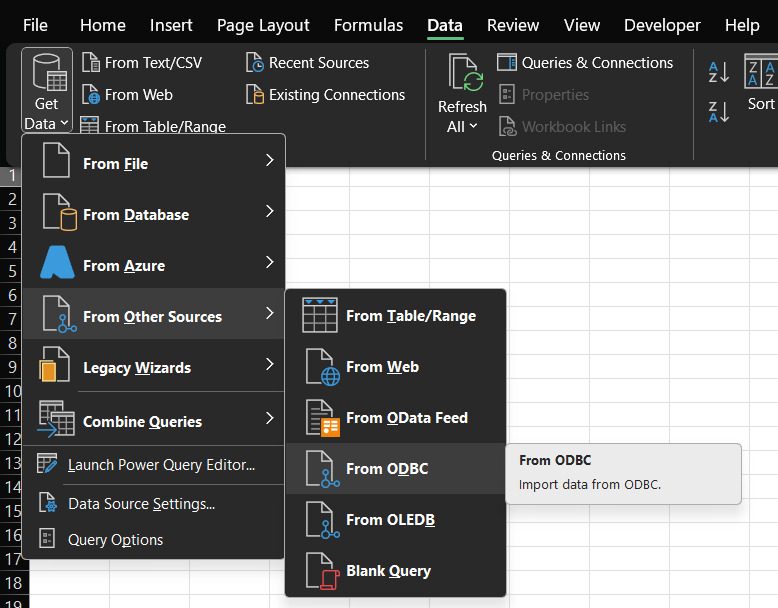 File Home Insert Page Layout Formulas Data Review View Developer Help
Get
Data
From Text/CSV
From Web
From Table/Range
Recent Sources
Existing Connections
Refresh
All
Queries & Connections
Properties
Workbook Links
Queries & Connections
A
Z
Z
A
Z A
A Z
Sort
From File
From Database
From Azure
From Other Sources
Legacy Wizards
Combine Queries
Launch Power Query Editor...
Data Source Settings...
Query Options
From Table/Range
From Web
From OData Feed
From ODBC
From OLEDB
Blank Query
From ODBC
Import data from ODBC.
1
2
3
4
5
6
7
8
9
10
11
12
13
14
15
16
17
18
19